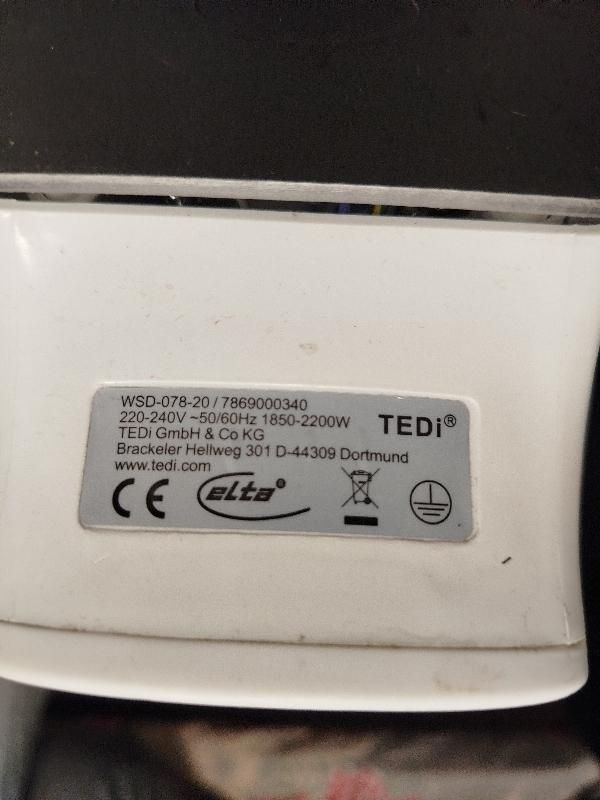 WSD-078-20 / 7869000340
220-240V ~50/60Hz 1850-2200W
TEDi®
TEDi GmbH & Co KG
Brackeler Hellweg 301 D-44309 Dortmund
www.tedi.com
CE elta®